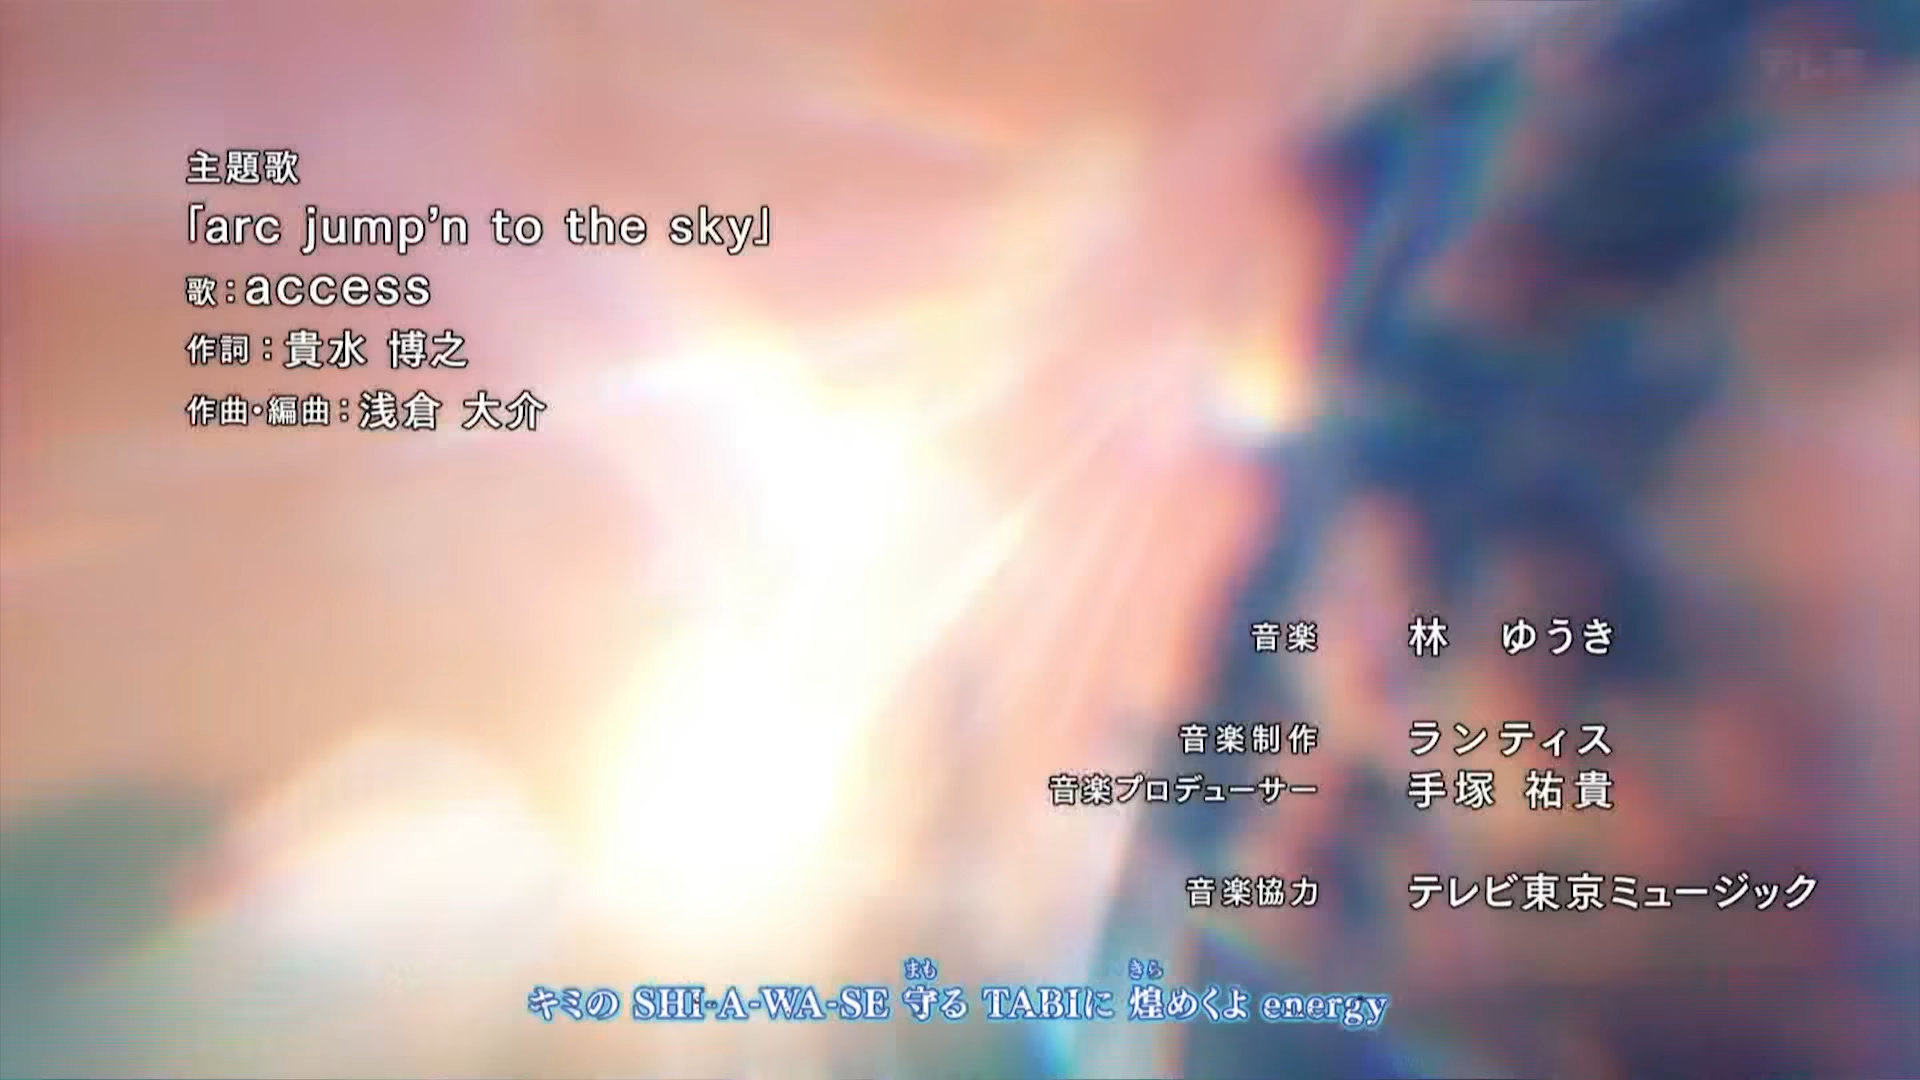 主題歌
「arc jump'n to the sky」
歌:access
作詞:貴水 博之
作曲・編曲:浅倉 大介
音楽 林 ゆうき
音楽制作 ランティス
音楽プロデューサー 手塚 祐貴
音楽協力 テレビ東京ミュージック
まも きら
キミの SHI-A-WA-SE 守る TABIに 煌めくよ energy